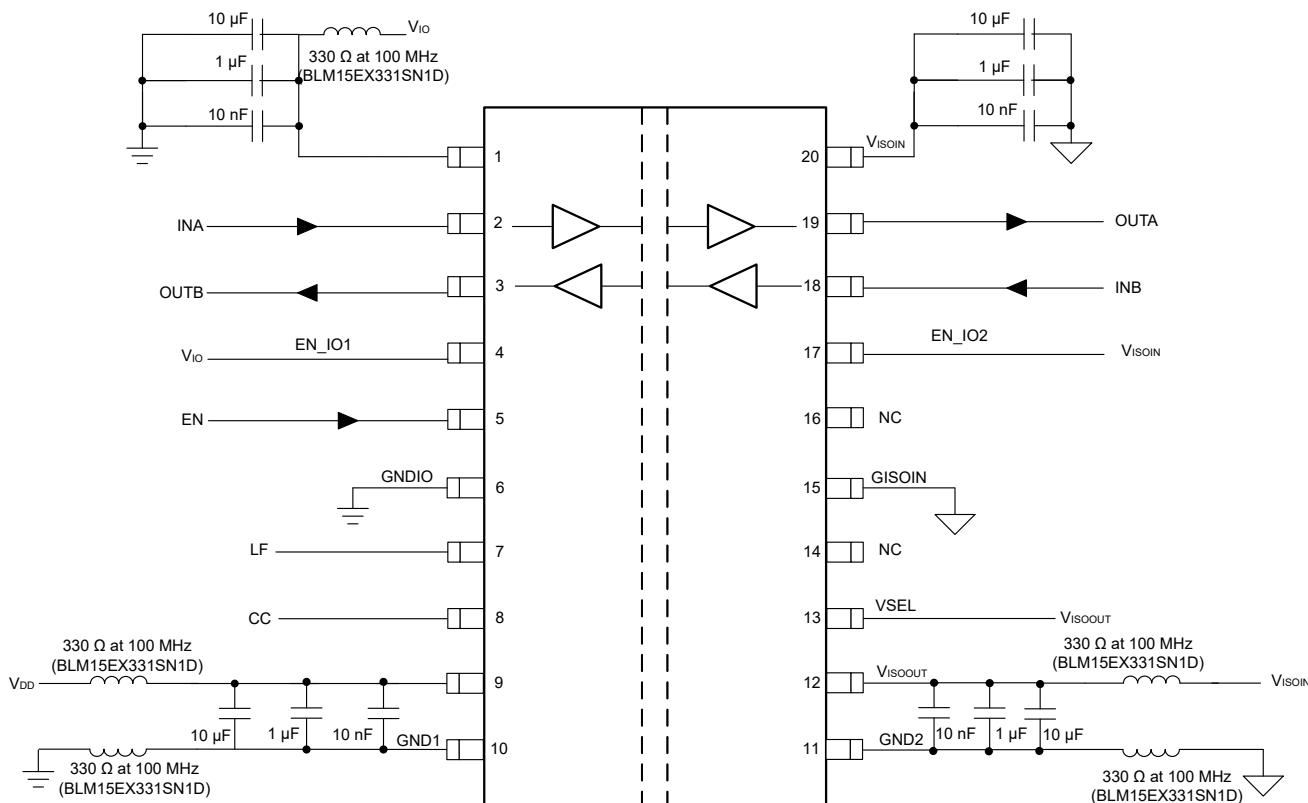 10 µF
VIO
330 Ω at 100 MHz
(BLM15EX331SN1D)
1 µF
10 nF
10 µF
1 µF
10 nF
1
20
VISOIN
INA
2
19
OUTA
OUTB
3
18
INB
VIO
EN_IO1
4
17
EN_IO2
VISOIN
EN
5
16
NC
GNDIO
6
15
GISOIN
LF
7
14
NC
CC
8
13
VSEL
VISOOUT
330 Ω at 100 MHz
(BLM15EX331SN1D)
VDD
9
12
VISOOUT
330 Ω at 100 MHz
(BLM15EX331SN1D)
VISOIN
10 µF
1 µF
10 nF
GND1
10
11
GND2
10 nF
1 µF
10 µF
330 Ω at 100 MHz
(BLM15EX331SN1D)
330 Ω at 100 MHz
(BLM15EX331SN1D)